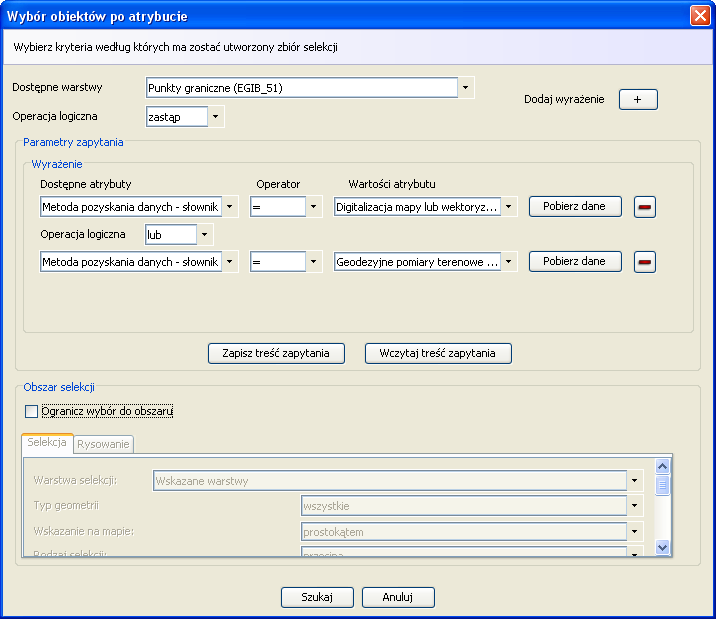 Wybór obiektów po atrybucie
Wybierz kryteria według których ma zostać utworzony zbiór selekcji
Dostępne warstwy Punkty graniczne (EGIB_51)
Dodaj wyrażenie +
Operacja logiczna zastąp
Parametry zapytania
Wyrażenie
Dostępne atrybuty Operator Wartości atrybutu
Metoda pozyskania danych - słownik = Digitalizacja mapy lub wektoryz... Pobierz dane
Operacja logiczna lub
Metoda pozyskania danych - słownik = Geodezyjne pomiary terenowe ... Pobierz dane
Zapisz treść zapytania Wczytaj treść zapytania
Obszar selekcji
Ogranicz wybór do obszaru
Selekcja Rysowanie
Warstwa selekcji: Wskazane warstwy
Typ geometrii wszystkie
Wskazanie na mapie: prostokątem
Rodzaj selekcji: przecina
Szukaj Anuluj